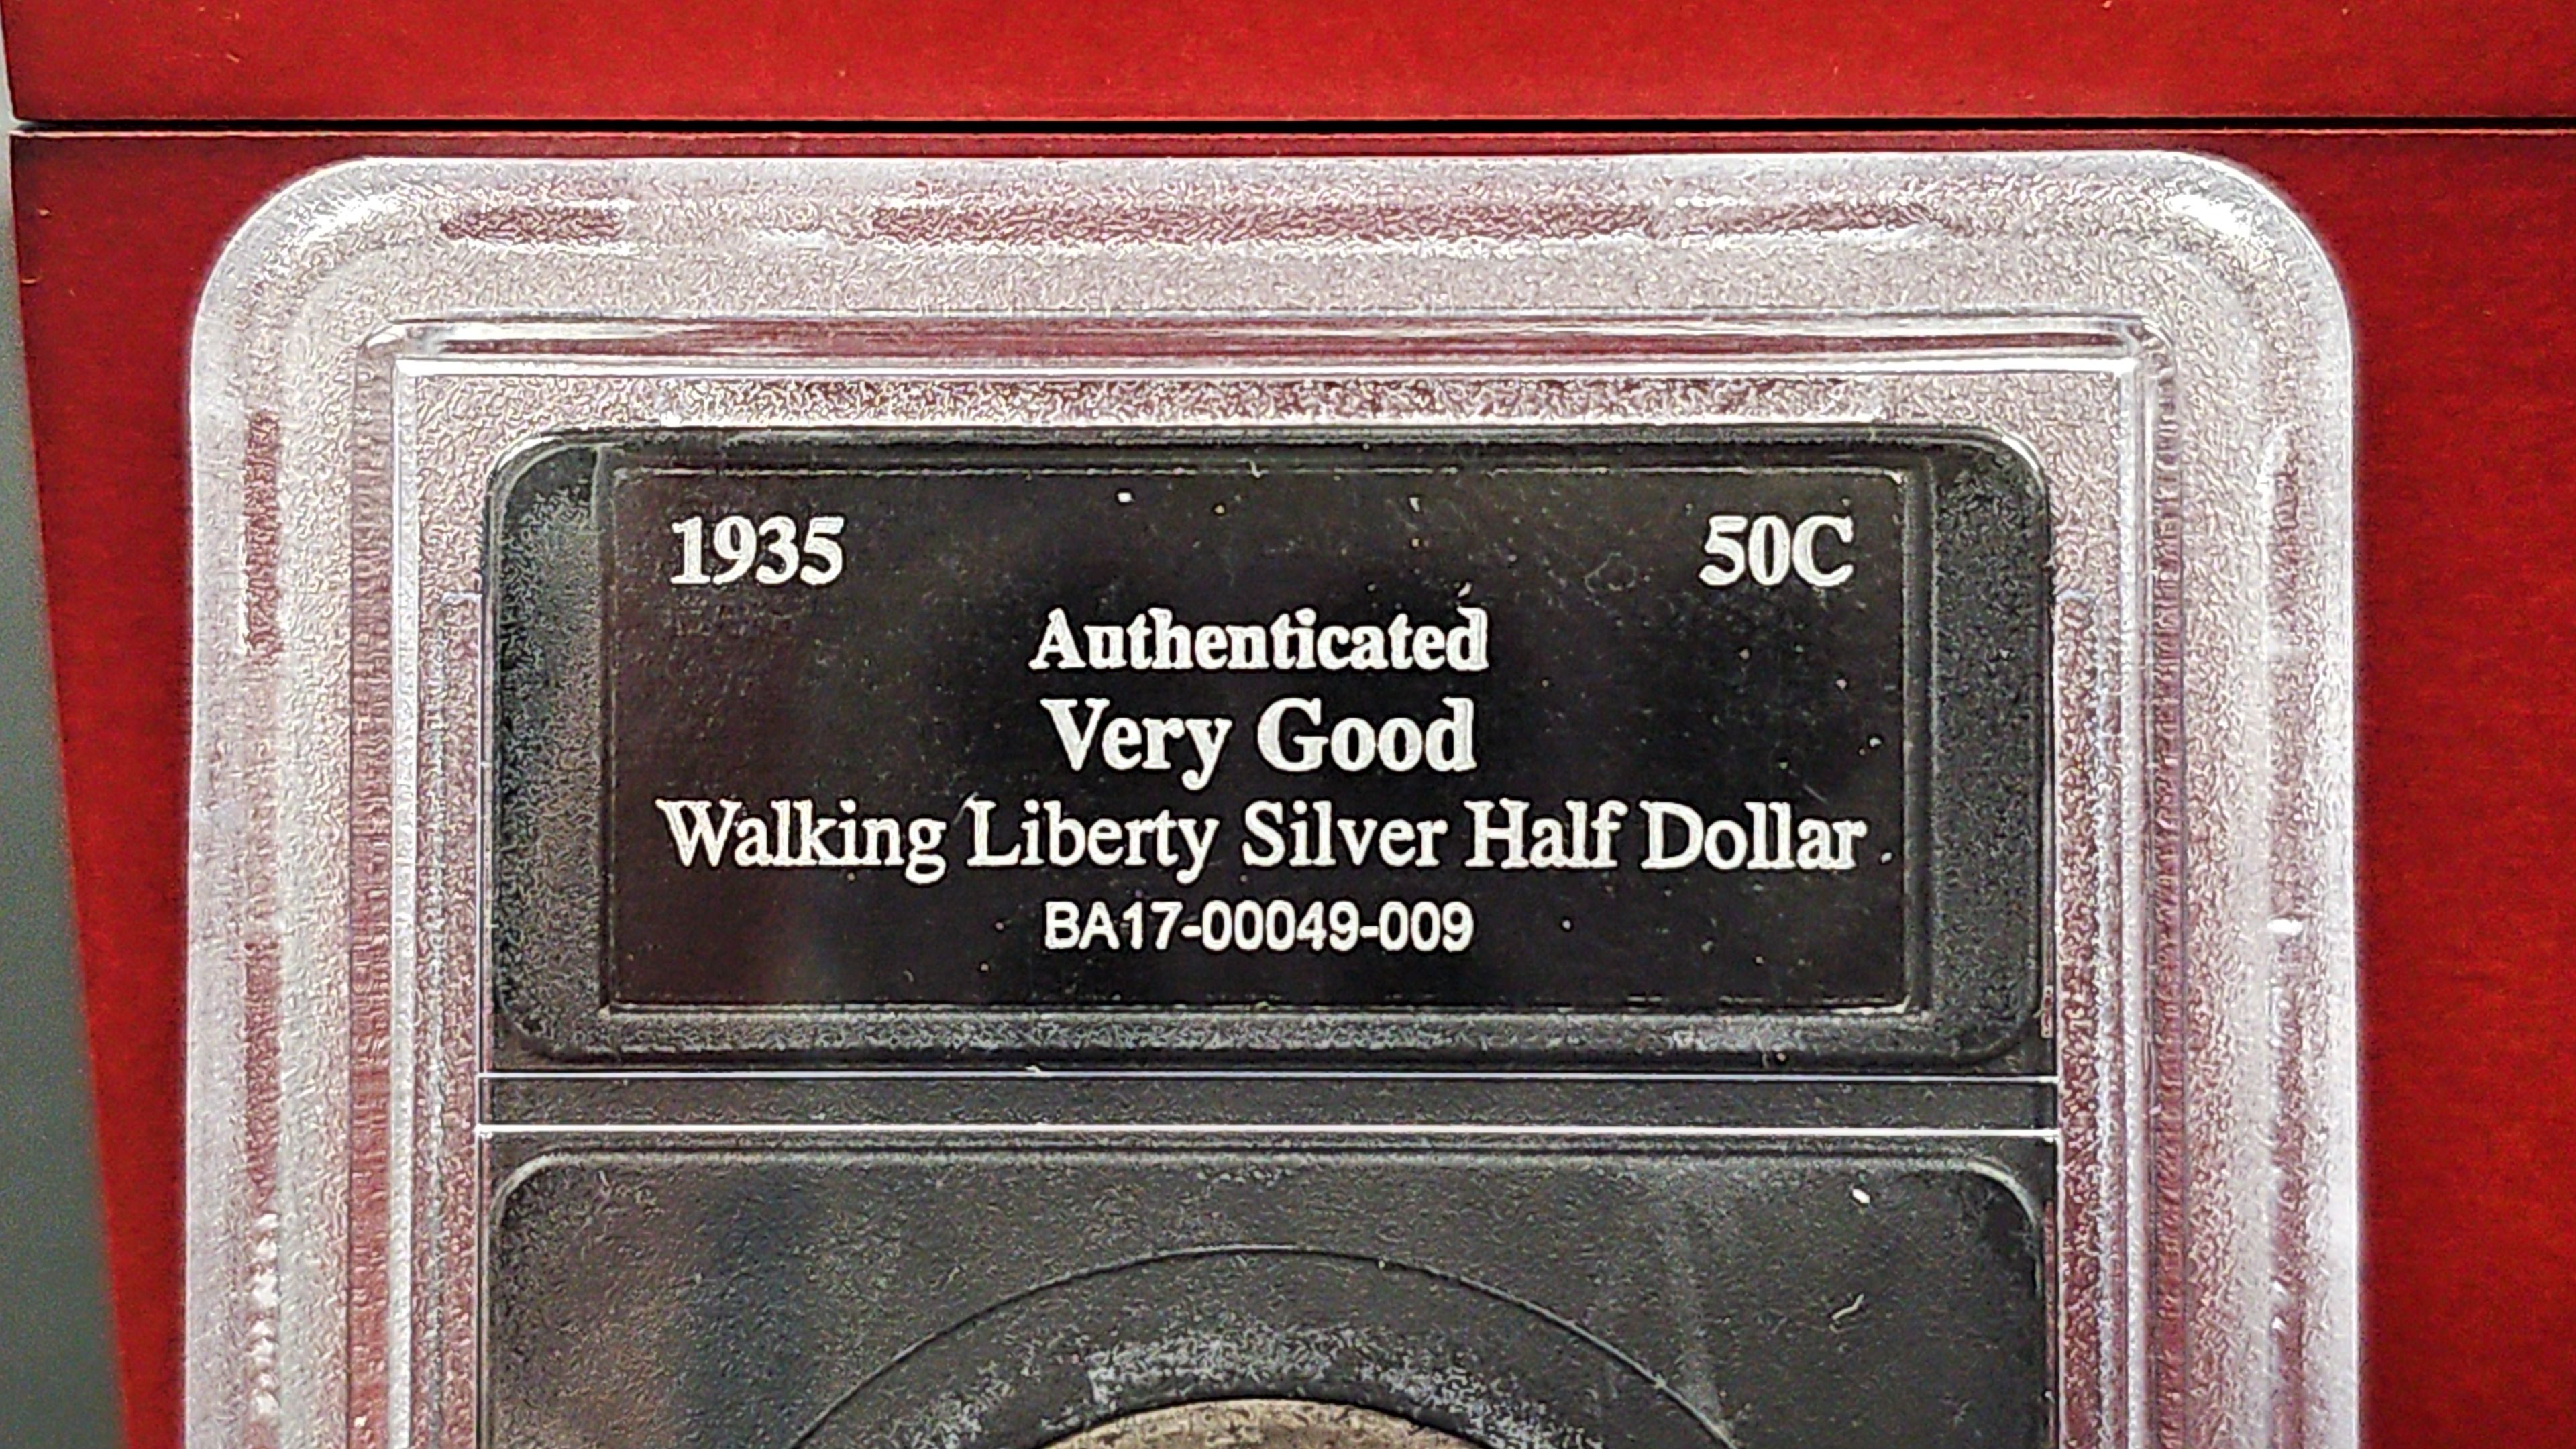 1935 50C
Authenticated
Very Good
Walking Liberty Silver Half Dollar
BA17-00049-009